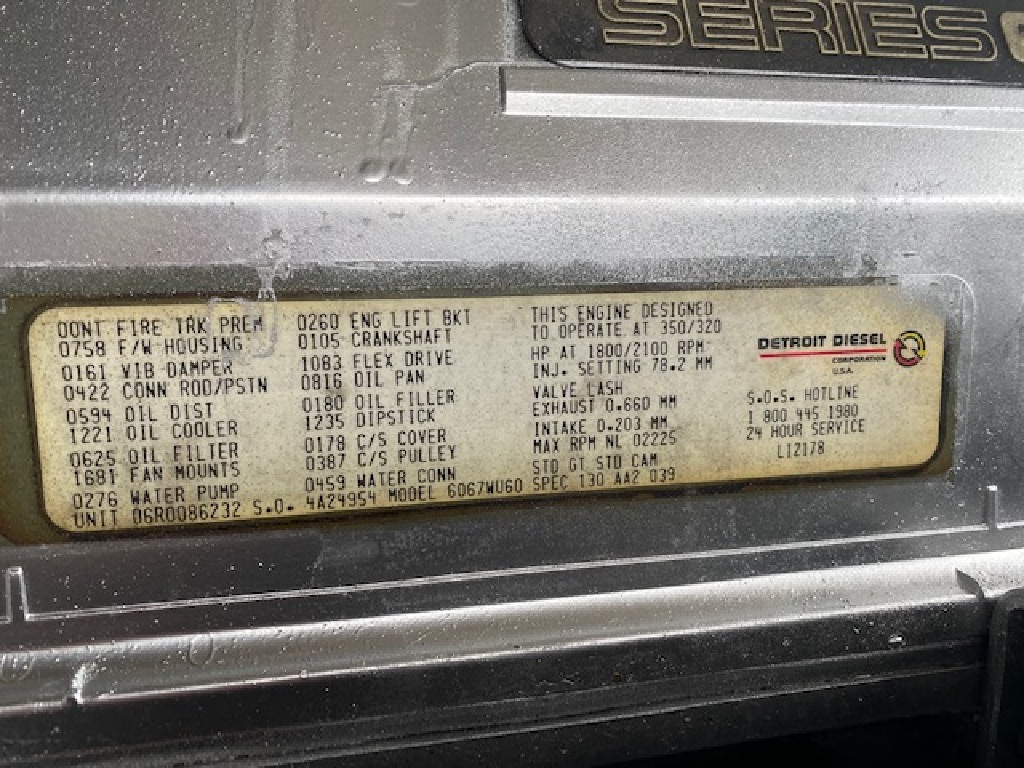 SERIES
DONT FIRE TRK PREM
0758 F/W HOUSING
0161 VIB DAMPER
0422 CONN ROD/PSTN
0594 OIL DIST
1221 OIL COOLER
0625 OIL FILTER
1681 FAN MOUNTS
0276 WATER PUMP
0260 ENG LIFT BKT
0105 CRANKSHAFT
1083 FLEX DRIVE
0816 OIL PAN
0180 OIL FILLER
1235 DIPSTICK
0178 C/S COVER
0387 C/S PULLEY
0459 WATER CONN
THIS ENGINE DESIGNED
TO OPERATE AT 350/320
HP AT 1800/2100 RPM
INJ. SETTING 78.2 MM
VALVE LASH
EXHAUST 0.660 MM
INTAKE 0.203 MM
MAX RPM NL 02225
STD GT STD CAM
UNIT 06R0086232 S.O. 4A24954 MODEL 6067WU60 SPEC 130 AA2 039
DETROIT DIESEL
CORPORATION
U.S.A.
S.O.S. HOTLINE
1 800 445 1980
24 HOUR SERVICE
LI2178